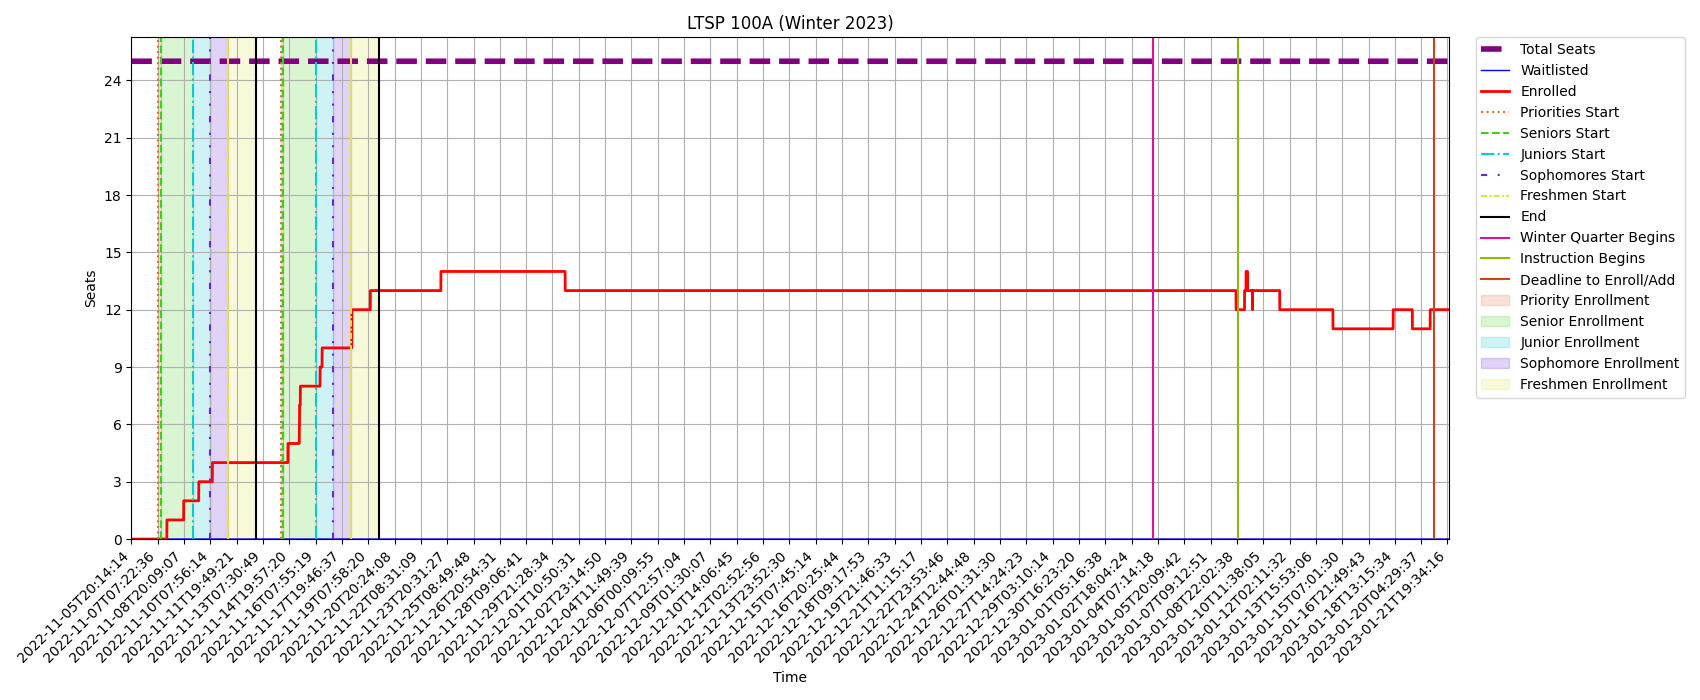 LTSP 100A (Winter 2023)
Seats
24
21
18
15
12
9
6
3
0
2022-11-05T20:14:14
2022-11-07T07:22:36
2022-11-08T20:09:07
2022-11-10T07:56:14
2022-11-11T19:49:21
2022-11-13T07:30:49
2022-11-14T19:57:20
2022-11-16T07:55:19
2022-11-17T19:46:37
2022-11-19T07:58:20
2022-11-20T20:24:08
2022-11-22T08:31:09
2022-11-23T20:31:27
2022-11-25T08:49:48
2022-11-26T20:54:31
2022-11-28T09:06:41
2022-11-29T21:28:34
2022-12-01T10:50:31
2022-12-02T23:14:50
2022-12-04T11:49:39
2022-12-06T00:09:55
2022-12-07T12:57:04
2022-12-09T01:30:07
2022-12-10T14:06:45
2022-12-12T02:52:56
2022-12-13T23:52:30
2022-12-15T07:45:14
2022-12-16T20:25:44
2022-12-18T09:17:53
2022-12-19T21:46:33
2022-12-21T11:15:17
2022-12-22T23:53:46
2022-12-24T12:44:48
2022-12-26T01:31:30
2022-12-27T14:24:23
2022-12-29T03:10:14
2022-12-30T16:23:20
2023-01-01T05:16:38
2023-01-02T18:04:24
2023-01-04T07:14:18
2023-01-05T20:09:42
2023-01-07T09:12:51
2023-01-08T22:02:38
2023-01-10T11:38:05
2023-01-12T02:11:32
2023-01-13T15:53:06
2023-01-15T07:01:30
2023-01-16T21:49:43
2023-01-18T13:15:34
2023-01-20T04:29:37
2023-01-21T19:34:16
Time
Total Seats
Waitlisted
Enrolled
Priorities Start
Seniors Start
Juniors Start
Sophomores Start
Freshmen Start
End
Winter Quarter Begins
Instruction Begins
Deadline to Enroll/Add
Priority Enrollment
Senior Enrollment
Junior Enrollment
Sophomore Enrollment
Freshmen Enrollment